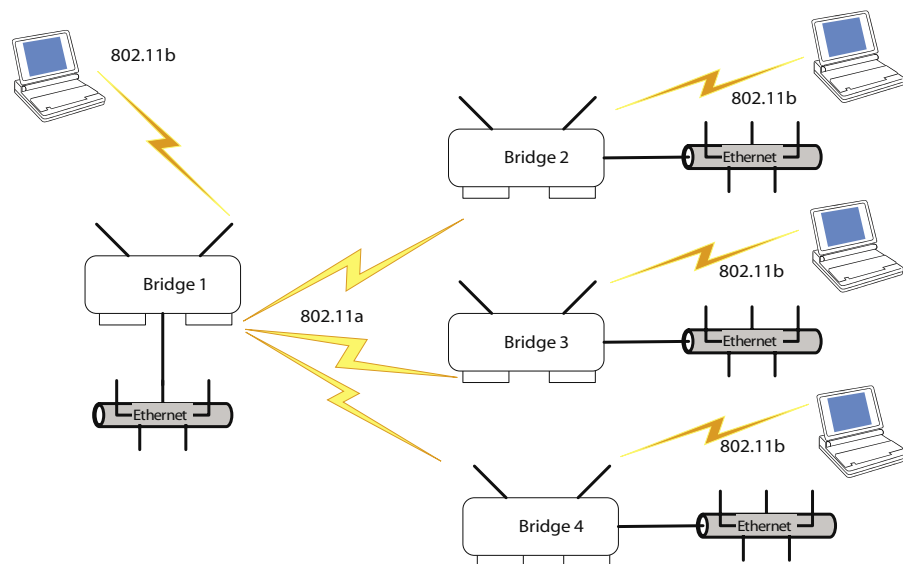 802.11b
802.11b
Bridge 2
Ethernet
Bridge 1
802.11b
802.11a
Bridge 3
Ethernet
Ethernet
802.11b
Bridge 4
Ethernet